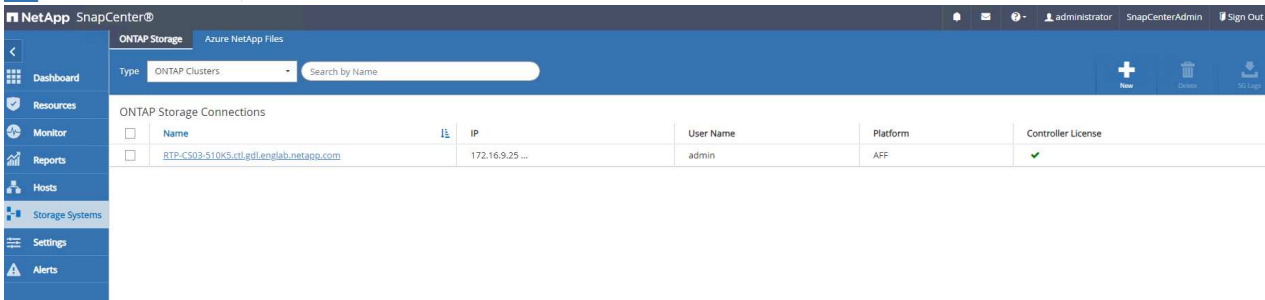 NetApp SnapCenter®
administrator SnapCenterAdmin Sign Out
ONTAP Storage Azure NetApp Files
Type ONTAP Clusters Search by Name
New Delete SG Logs
Dashboard
Resources
Monitor
Reports
Hosts
Storage Systems
Settings
Alerts
ONTAP Storage Connections
Name IP User Name Platform Controller License
RTP-CS03-510K5.ctl.gdl.englab.netapp.com 172.16.9.25 ... admin AFF